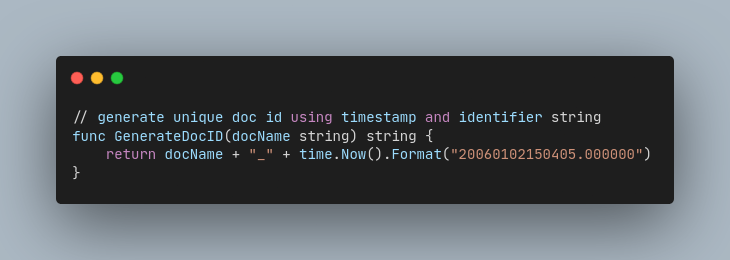 // generate unique doc id using timestamp and identifier string
func GenerateDocID(docName string) string {
    return docName + "_" + time.Now().Format("20060102150405.000000")
}